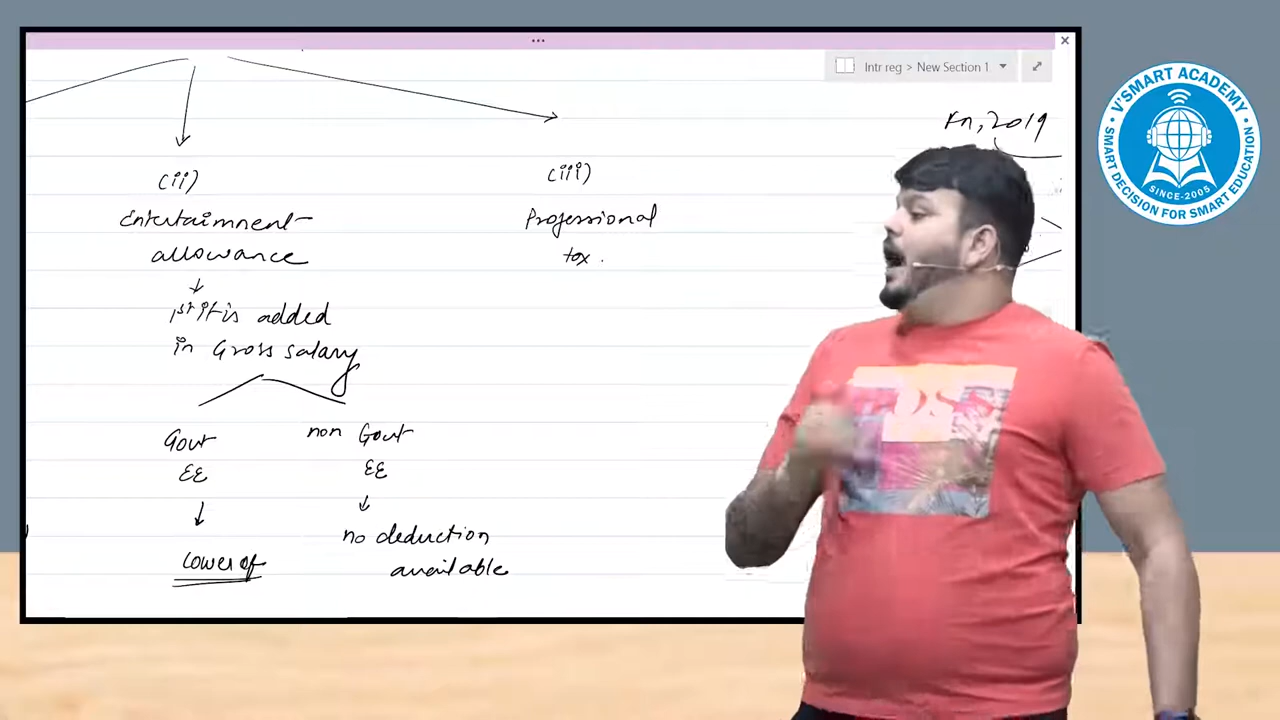 Intr reg > New Section 1
(ii)
Entertainment
allowance
1st it is added
in Gross salary
Govt
EE
lower of
non Govt
EE
no deduction
available
(iii)
Professional
tax.
2019
V'SMART ACADEMY
SMART DECISION FOR SMART EDUCATION
SINCE-2005